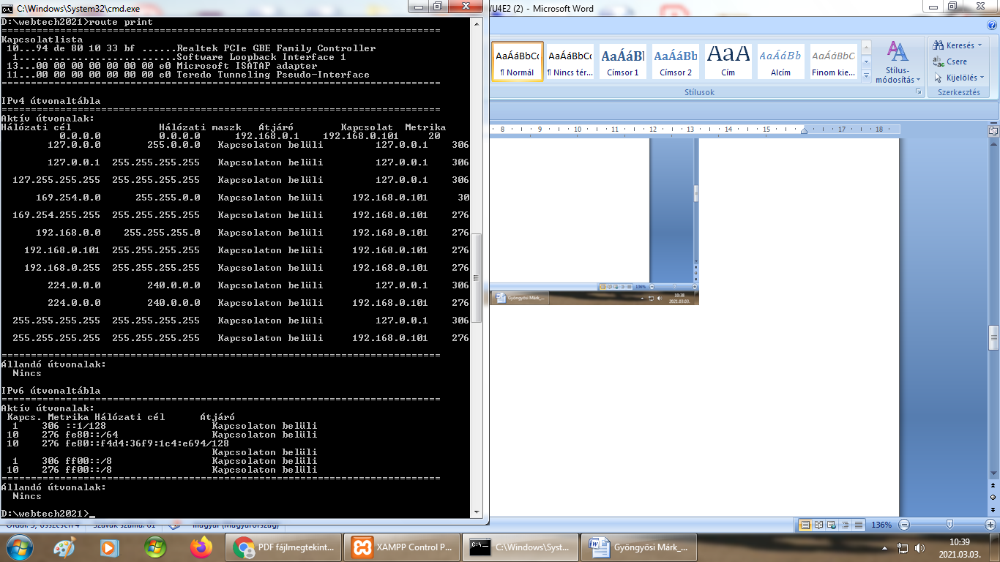 C:\Windows\System32\cmd.exe
/U4E2 (2) - Microsoft Word
D:\webtech2021>route print
===========================================================================
Kapcsolatlista
10...94 de 80 10 33 bf ......Realtek PCIe GBE Family Controller
1...........................Software Loopback Interface 1
13...00 00 00 00 00 00 00 e0 Microsoft ISATAP adapter
11...00 00 00 00 00 00 00 e0 Teredo Tunneling Pseudo-Interface
===========================================================================
IPv4 útvonaltábla
===========================================================================
Aktív útvonalak:
Hálózati cél Hálózati maszk Átjáró Kapcsolat Metrika
0.0.0.0 0.0.0.0 192.168.0.1 192.168.0.101 20
127.0.0.0 255.0.0.0 Kapcsolaton belüli 127.0.0.1 306
127.0.0.1 255.255.255.255 Kapcsolaton belüli 127.0.0.1 306
127.255.255.255 255.255.255.255 Kapcsolaton belüli 127.0.0.1 306
169.254.0.0 255.255.0.0 Kapcsolaton belüli 192.168.0.101 30
169.254.255.255 255.255.255.255 Kapcsolaton belüli 192.168.0.101 276
192.168.0.0 255.255.255.0 Kapcsolaton belüli 192.168.0.101 276
192.168.0.101 255.255.255.255 Kapcsolaton belüli 192.168.0.101 276
192.168.0.255 255.255.255.255 Kapcsolaton belüli 192.168.0.101 276
224.0.0.0 240.0.0.0 Kapcsolaton belüli 127.0.0.1 306
224.0.0.0 240.0.0.0 Kapcsolaton belüli 192.168.0.101 276
255.255.255.255 255.255.255.255 Kapcsolaton belüli 127.0.0.1 306
255.255.255.255 255.255.255.255 Kapcsolaton belüli 192.168.0.101 276
===========================================================================
Állandó útvonalak:
Nincs
IPv6 útvonaltábla
===========================================================================
Aktív útvonalak:
Kapcs. Metrika Hálózati cél Átjáró
1 306 ::1/128 Kapcsolaton belüli
10 276 fe80::/64 Kapcsolaton belüli
10 276 fe80::f4d4:36f9:1c4:e694/128
Kapcsolaton belüli
1 306 ff00::/8 Kapcsolaton belüli
10 276 ff00::/8 Kapcsolaton belüli
===========================================================================
Állandó útvonalak:
Nincs
D:\webtech2021>_
AaÁáBbCc AaÁáBbCc AaÁáBl AaÁáBb AaA AaÁáBb AaÁáBbC
¶ Normál ¶ Nincs tér... Címsor 1 Címsor 2 Cím Alcím Finom kie...
Stílus-
módosítás
Stílusok
Keresés
Csere
Kijelölés
Szerkesztés
8 9 10 11 12 13 14 15 17 18
136%
Gyöngyösi Márk_...
10:38
2021.03.03.
Oldal: 3, összesen 4 Szavak száma: 61 magyar (Magyarország)
136%
PDF fájlmegtekint... XAMPP Control P... C:\Windows\Syst... Gyöngyösi Márk_...
10:39
2021.03.03.